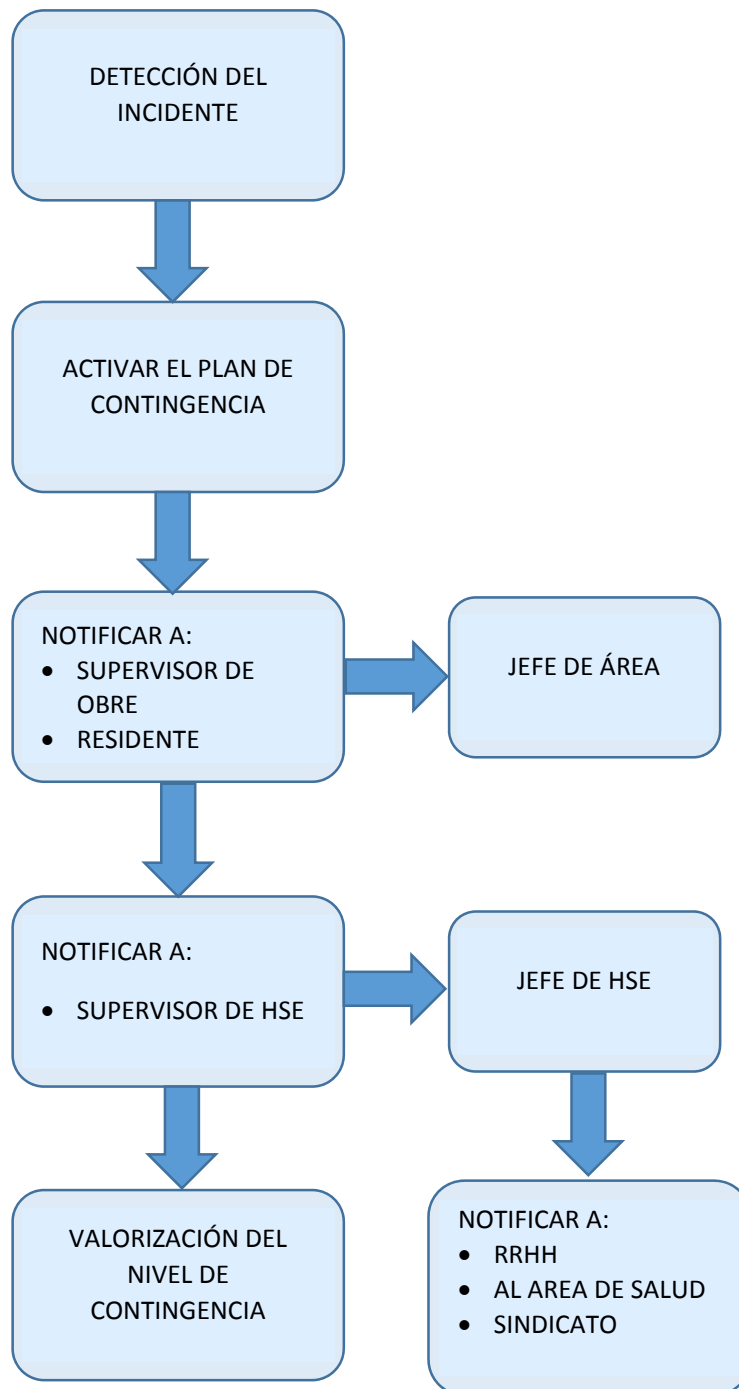 DETECCIÓN DEL
INCIDENTE
ACTIVAR EL PLAN DE
CONTINGENCIA
NOTIFICAR A:
• SUPERVISOR DE
OBRE
• RESIDENTE
JEFE DE ÁREA
NOTIFICAR A:
• SUPERVISOR DE HSE
JEFE DE HSE
VALORIZACIÓN DEL
NIVEL DE
CONTINGENCIA
NOTIFICAR A:
• RRHH
• AL AREA DE SALUD
• SINDICATO